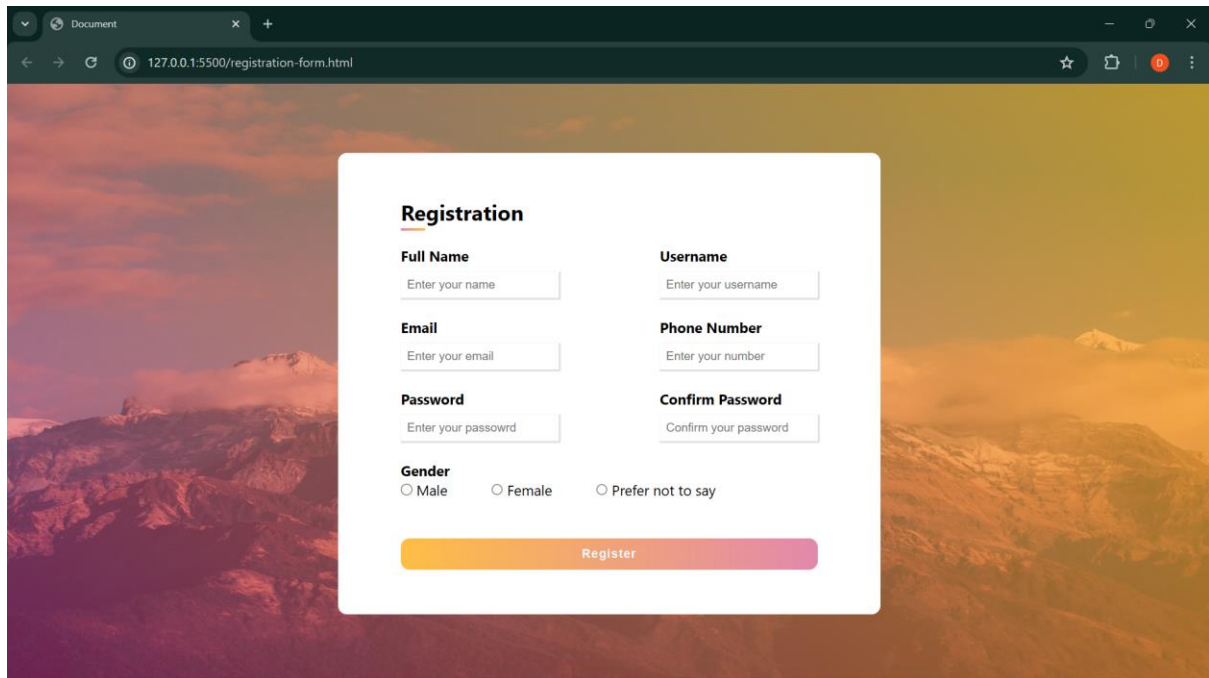 Document
127.0.0.1:5500/registration-form.html
D
Registration
Full Name Username
Enter your name Enter your username
Email Phone Number
Enter your email Enter your number
Password Confirm Password
Enter your passowrd Confirm your password
Gender
Male Female Prefer not to say
Register